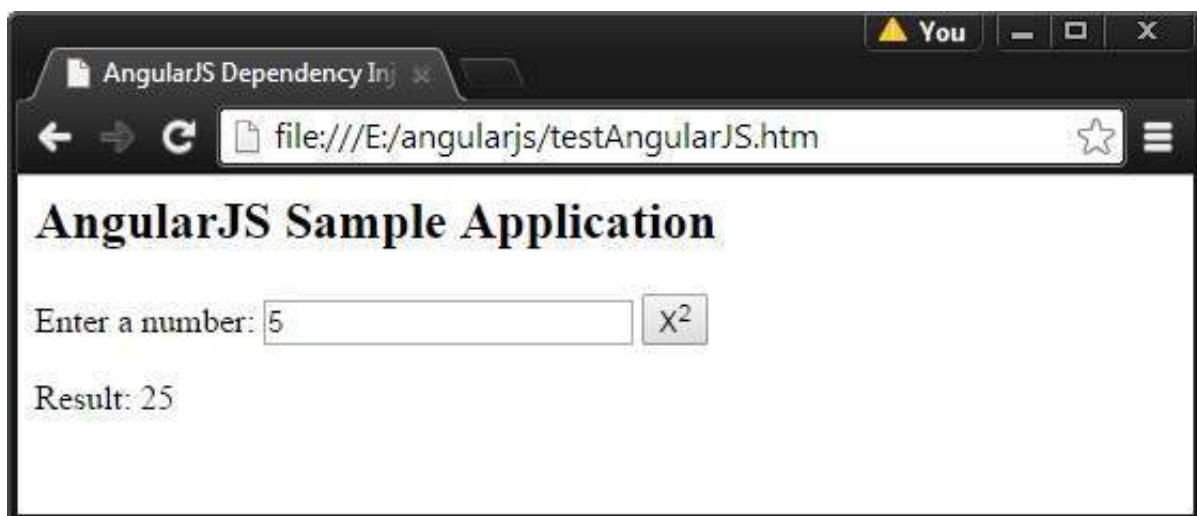 You
AngularJS Dependency Inj
file:///E:/angularjs/testAngularJS.htm
AngularJS Sample Application
Enter a number: 5 X²
Result: 25